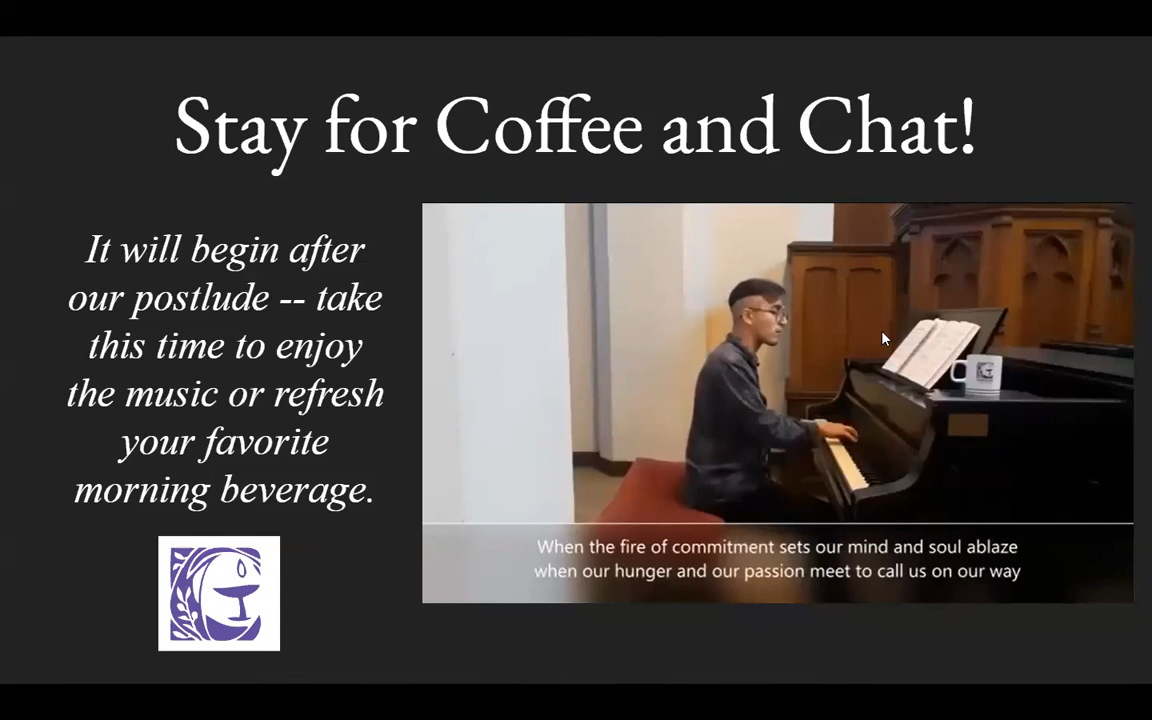 Stay for Coffee and Chat!
It will begin after
our postlude -- take
this time to enjoy
the music or refresh
your favorite
morning beverage.
When the fire of commitment sets our mind and soul ablaze
when our hunger and our passion meet to call us on our way